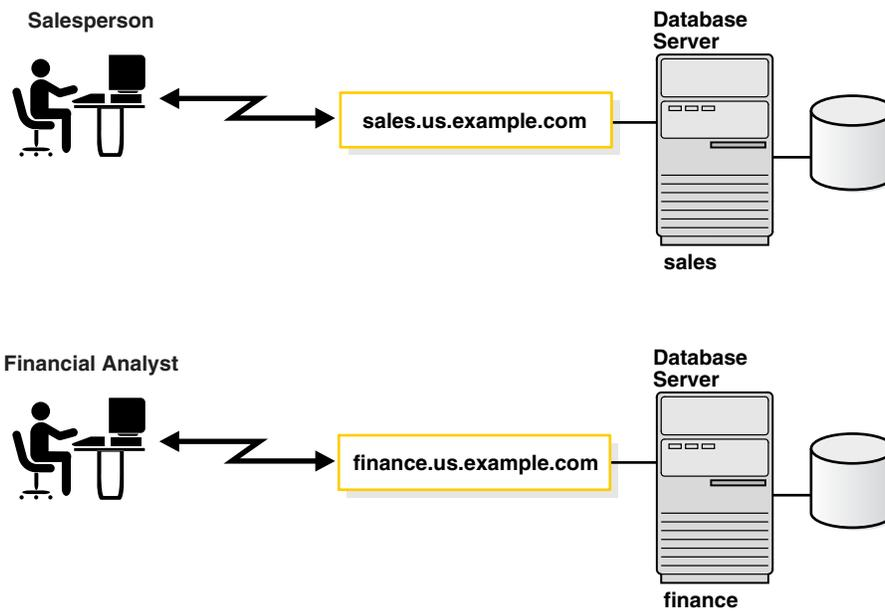 Salesperson
Database
Server
sales.us.example.com
sales
Financial Analyst
Database
Server
finance.us.example.com
finance